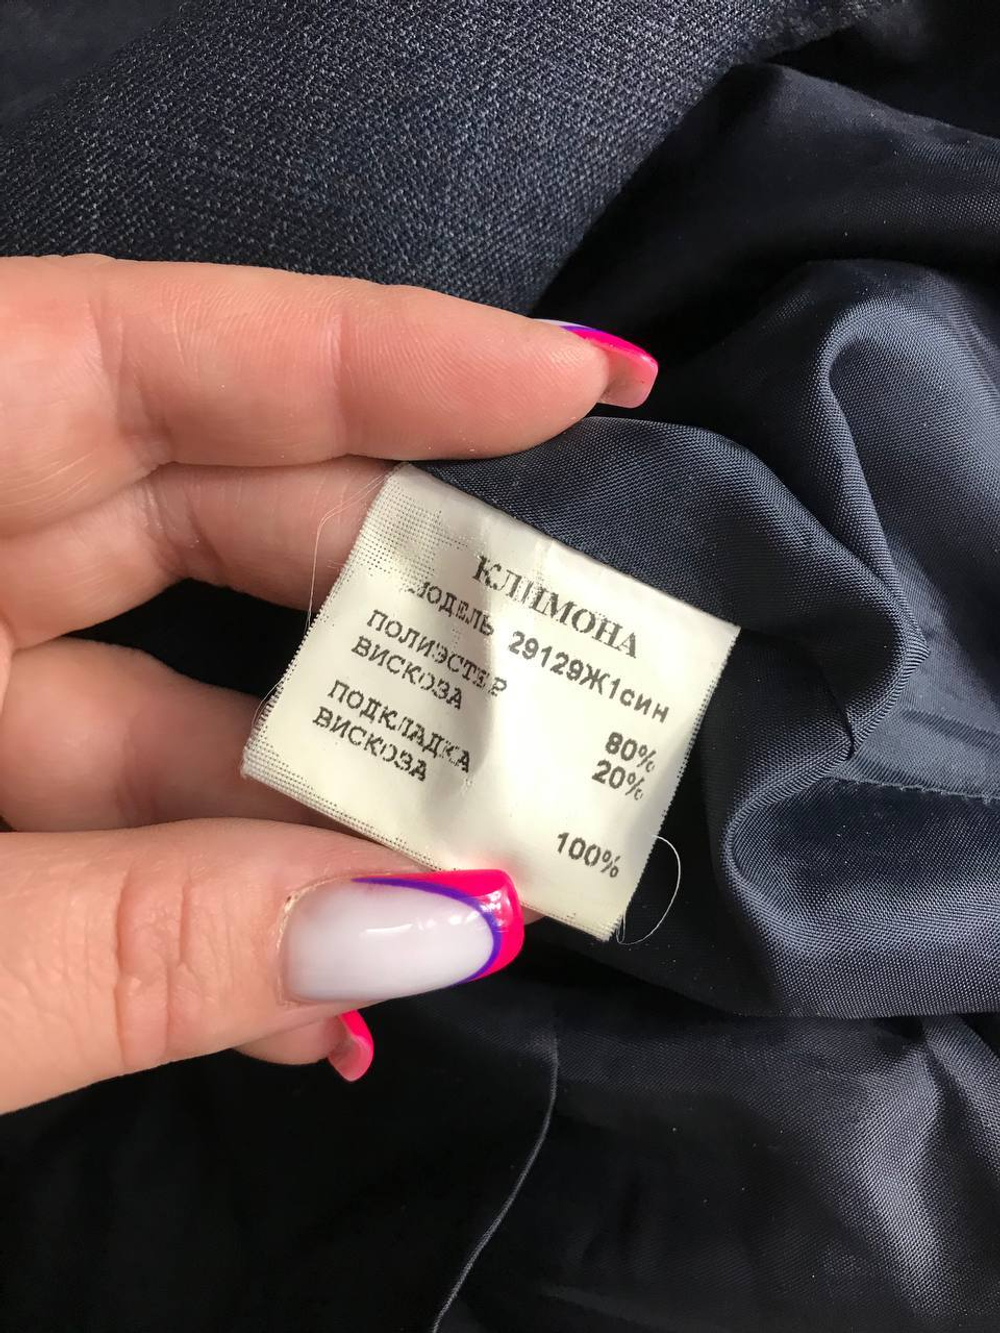 КЛИМОНА
МОДЕЛЬ 29129Ж1син
ПОЛИЭСТЕР 80%
ВИСКОЗА 20%
ПОДКЛАДКА
ВИСКОЗА 100%